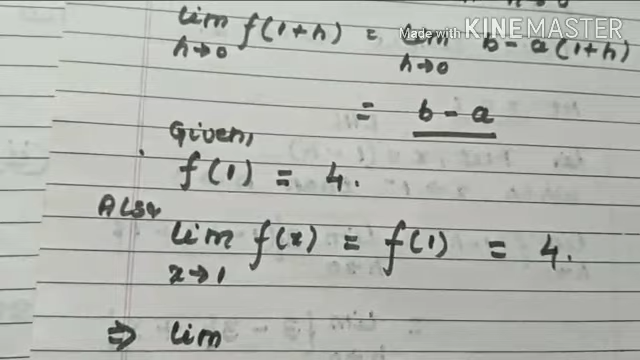 Made with KINEMASTER
lim f(1+h) = lim b - a(1+h)
h→0 h→0
= b - a
Given,
f(1) = 4.
Also
lim f(x) = f(1) = 4.
x→1
⇒ lim